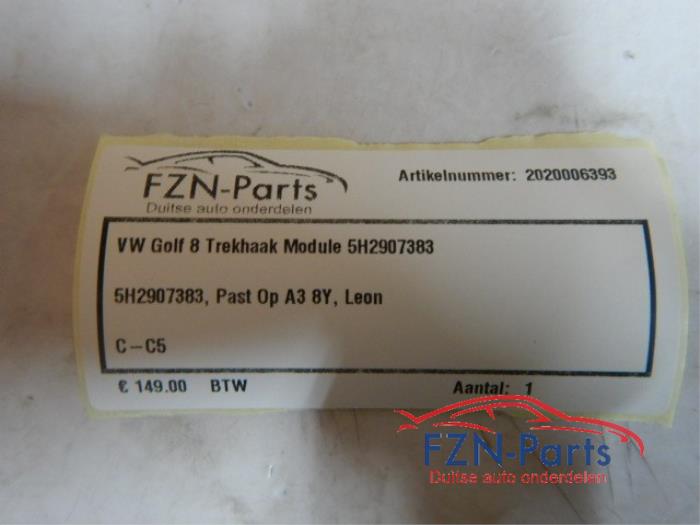 FZN-Parts
Duitse auto onderdelen
Artikelnummer: 2020006393
VW Golf 8 Trekhaak Module 5H2907383
5H2907383, Past Op A3 8Y, Leon
C-C5
€ 149.00 BTW
Aantal: 1
FZN-Parts
Duitse auto onderdelen